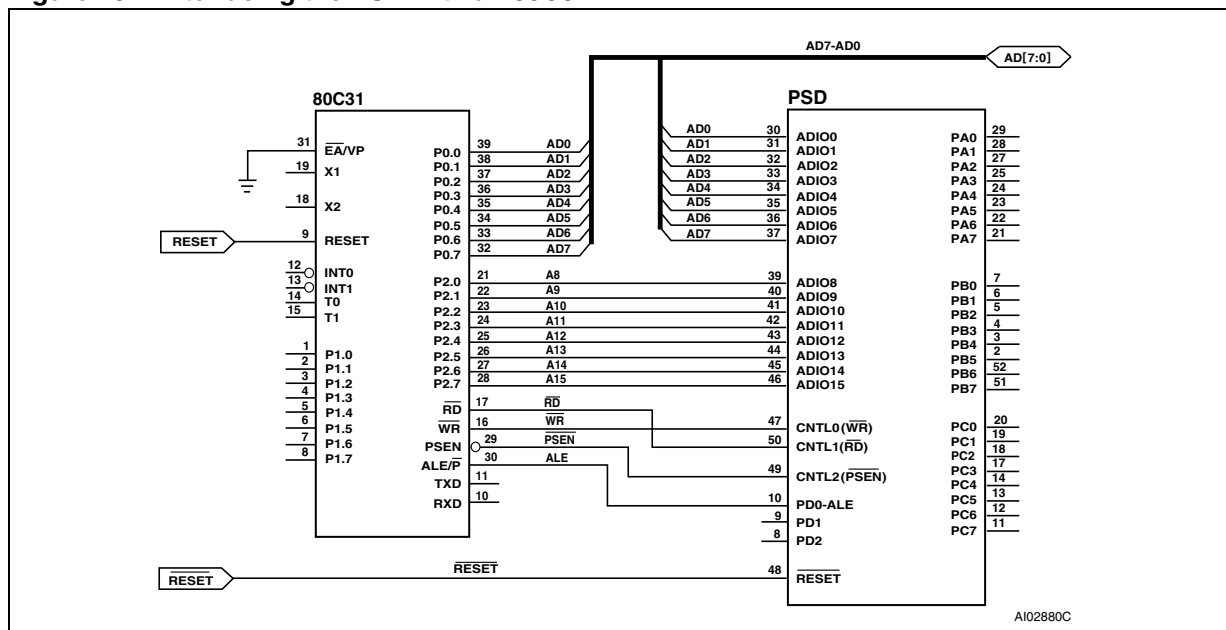 AD7-AD0
AD[7:0]
80C31
PSD
31 EA/VP
19 X1
18 X2
RESET 9 RESET
12 INT0
13 INT1
14 T0
15 T1
1 P1.0
2 P1.1
3 P1.2
4 P1.3
5 P1.4
6 P1.5
7 P1.6
8 P1.7
P0.0 39 AD0
P0.1 38 AD1
P0.2 37 AD2
P0.3 36 AD3
P0.4 35 AD4
P0.5 34 AD5
P0.6 33 AD6
P0.7 32 AD7
P2.0 21 A8
P2.1 22 A9
P2.2 23 A10
P2.3 24 A11
P2.4 25 A12
P2.5 26 A13
P2.6 27 A14
P2.7 28 A15
RD 17 RD
WR 16 WR
PSEN 29 PSEN
ALE/P 30 ALE
TXD 11
RXD 10
AD0 30 ADIO0
AD1 31 ADIO1
AD2 32 ADIO2
AD3 33 ADIO3
AD4 34 ADIO4
AD5 35 ADIO5
AD6 36 ADIO6
AD7 37 ADIO7
39 ADIO8
40 ADIO9
41 ADIO10
42 ADIO11
43 ADIO12
44 ADIO13
45 ADIO14
46 ADIO15
47 CNTL0(WR)
50 CNTL1(RD)
49 CNTL2(PSEN)
10 PD0-ALE
9 PD1
8 PD2
48 RESET
PA0 29
PA1 28
PA2 27
PA3 25
PA4 24
PA5 23
PA6 22
PA7 21
PB0 7
PB1 6
PB2 5
PB3 4
PB4 3
PB5 2
PB6 52
PB7 51
PC0 20
PC1 19
PC2 18
PC3 17
PC4 14
PC5 13
PC6 12
PC7 11
RESET RESET
AI02880C